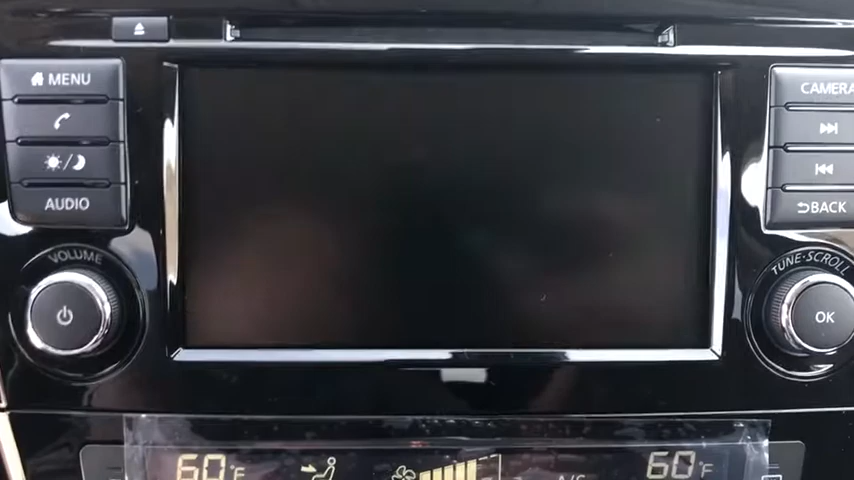 MENU
CAMERA
AUDIO
BACK
VOLUME
TUNE·SCROLL
OK
60°F
A/C
60°F